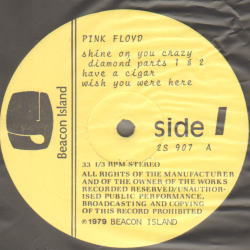 PINK FLOYD
shine on you crazy
diamond parts 1 & 2
have a cigar
wish you were here
Beacon Island
side 1
2S 907 A
33 1/3 RPM STEREO
ALL RIGHTS OF THE MANUFACTURER
AND OF THE OWNER OF THE WORKS
RECORDED RESERVED/UNAUTHOR-
ISED PUBLIC PERFORMANCE,
BROADCASTING AND COPYING
OF THIS RECORD PROHIBITED
©1979 BEACON ISLAND